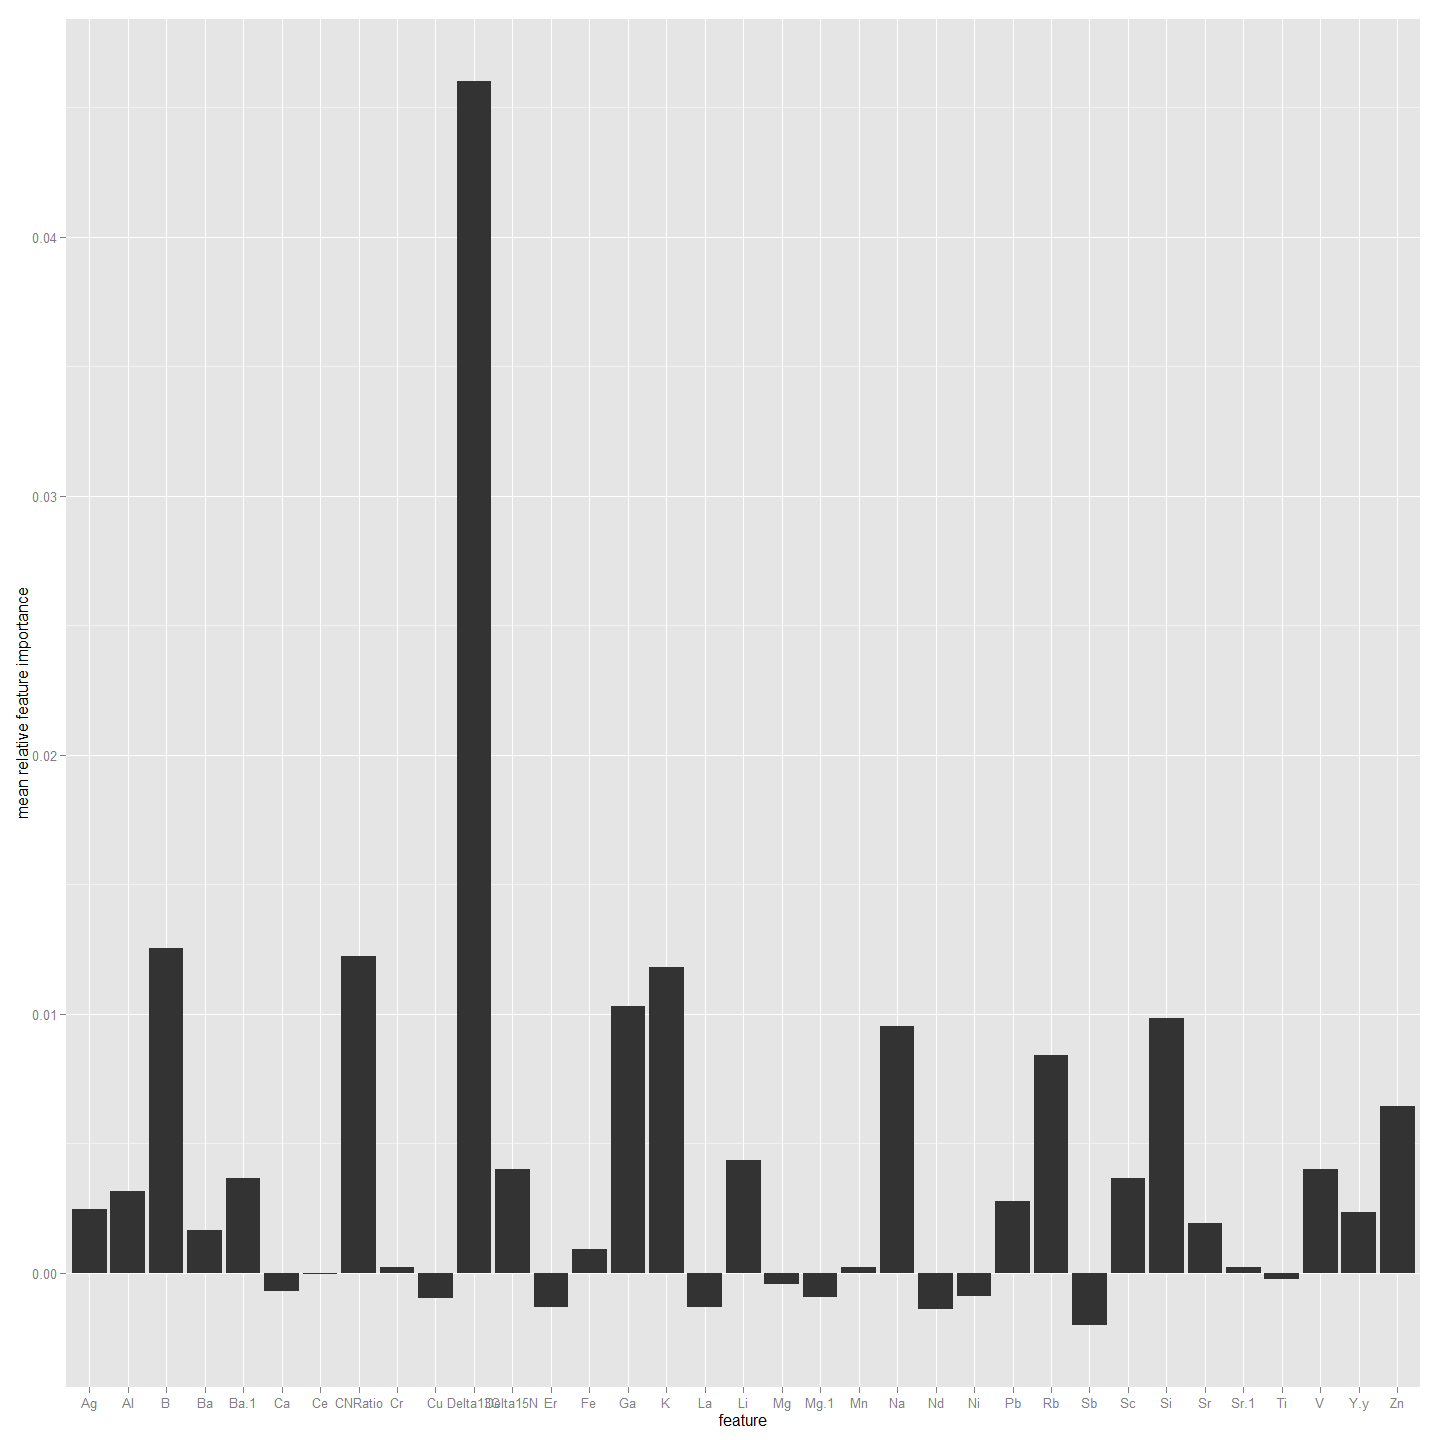 mean relative feature importance
0.04
0.03
0.02
0.01
0.00
Ag Al B Ba Ba.1 Ca Ce CNRatio Cr Cu Delta13C Delta15N Er Fe Ga K La Li Mg Mg.1 Mn Na Nd Ni Pb Rb Sb Sc Si Sr Sr.1 Ti V Y.y Zn
feature